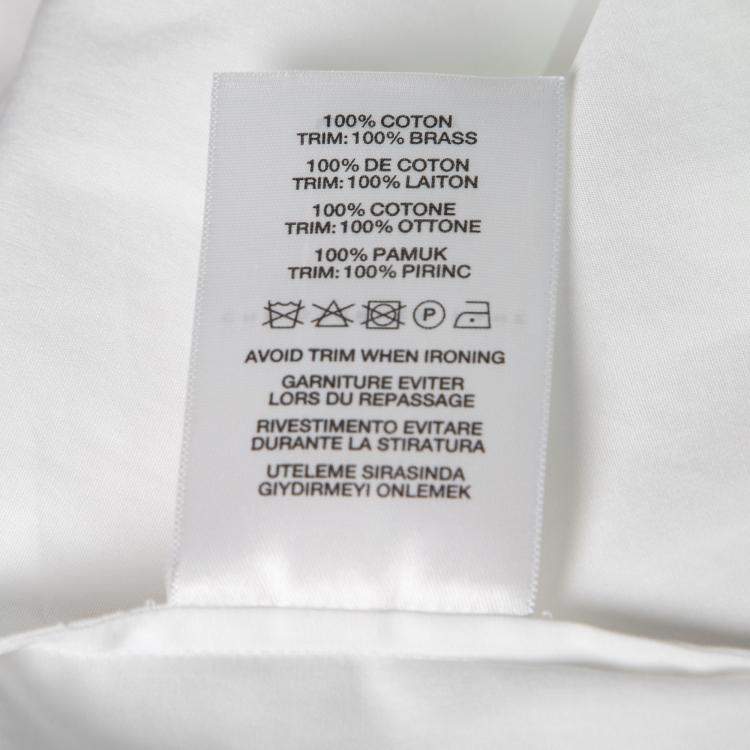 100% COTON
TRIM: 100% BRASS
100% DE COTON
TRIM: 100% LAITON
100% COTONE
TRIM: 100% OTTONE
100% PAMUK
TRIM: 100% PIRINC
P
AVOID TRIM WHEN IRONING
GARNITURE EVITER
LORS DU REPASSAGE
RIVESTIMENTO EVITARE
DURANTE LA STIRATURA
UTELEME SIRASINDA
GIYDIRMEYI ONLEMEK